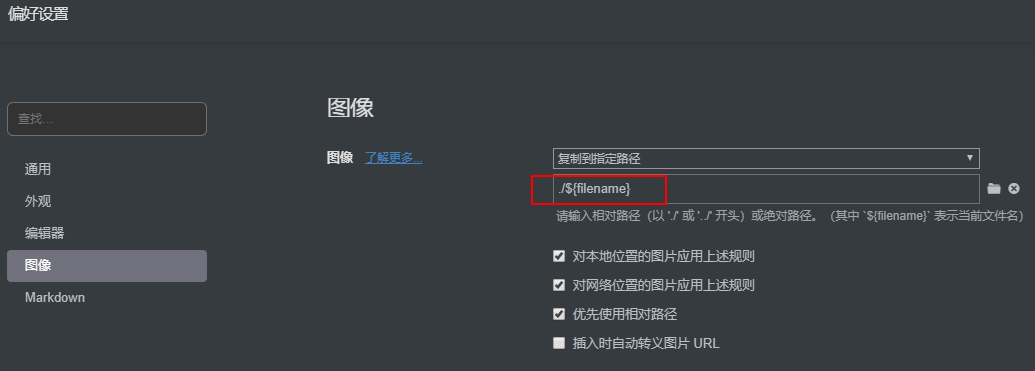 偏好设置
图像
查找...
图像 了解更多... 复制到指定路径
通用
./${filename}
外观
请输入相对路径（以 './' 或 '../' 开头）或绝对路径。（其中 `${filename}` 表示当前文件名）
编辑器
对本地位置的图片应用上述规则
图像
对网络位置的图片应用上述规则
Markdown
优先使用相对路径
插入时自动转义图片 URL